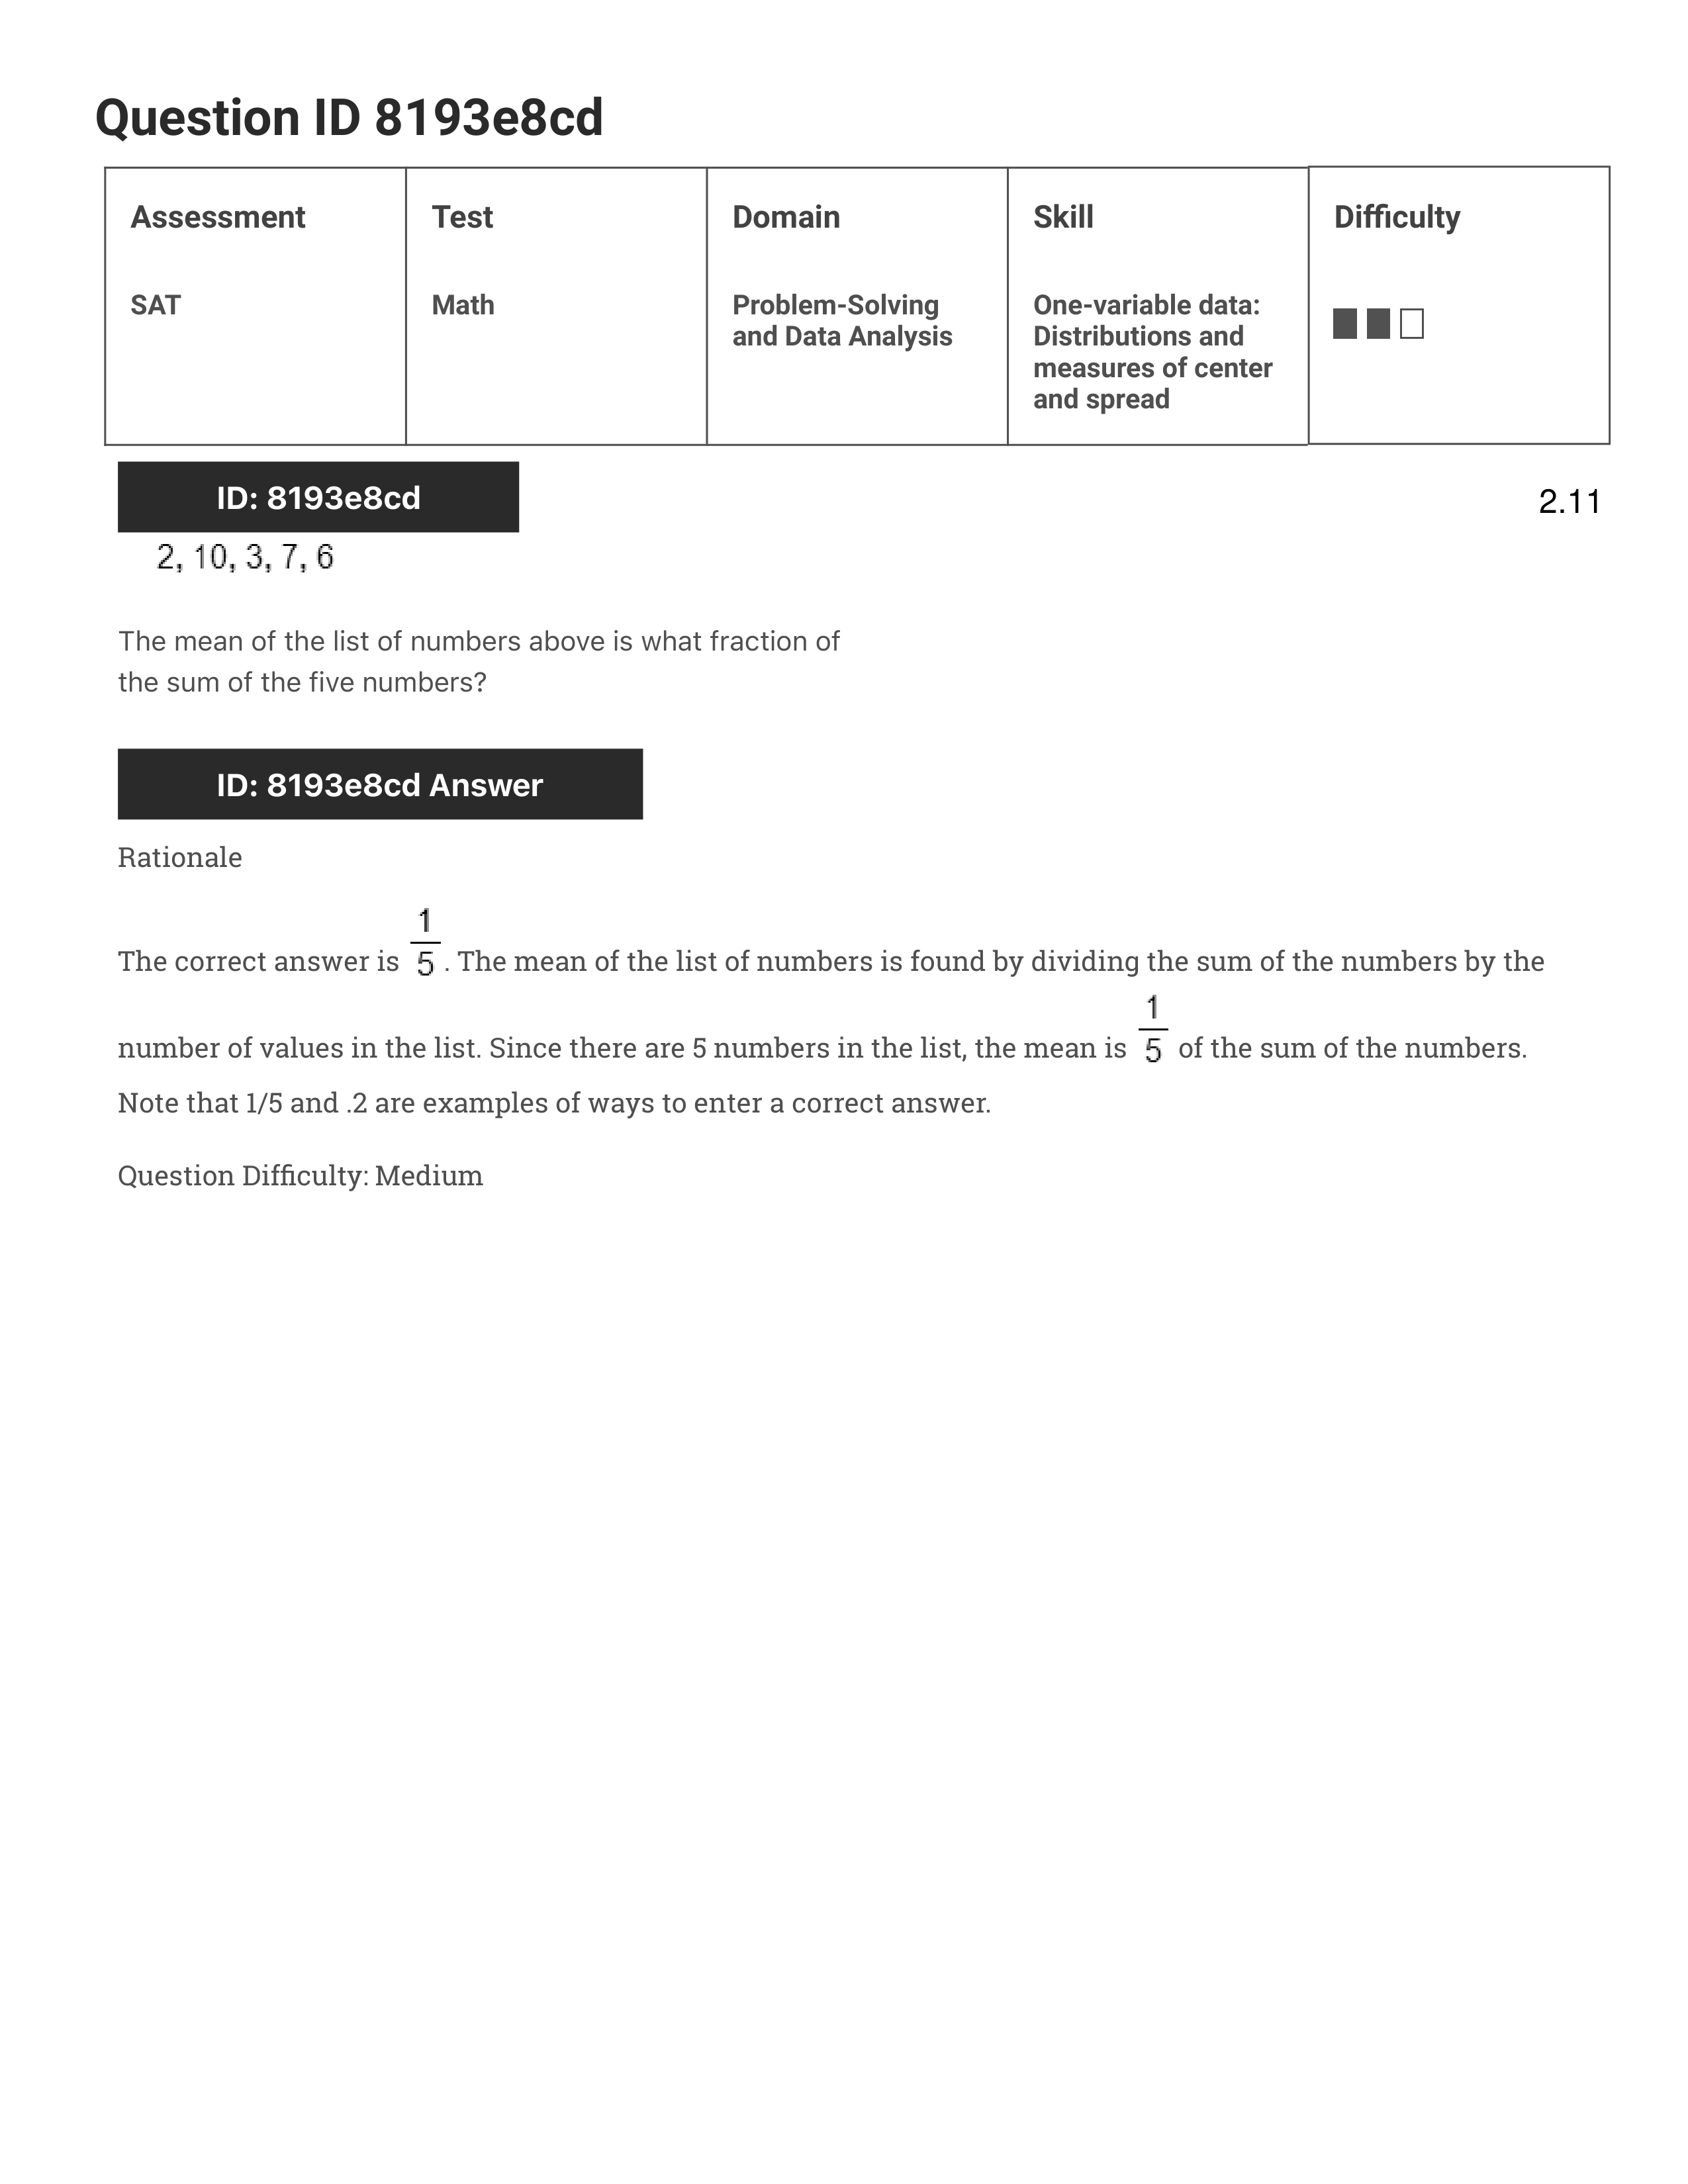 Question ID 8193e8cd
Assessment
Test
Domain
Skill
Difficulty
SAT
Math
Problem-Solving
and Data Analysis
One-variable data:
Distributions and
measures of center
and spread
ID: 8193e8cd
2.11
2, 10, 3, 7, 6
The mean of the list of numbers above is what fraction of
the sum of the five numbers?
ID: 8193e8cd Answer
Rationale
The correct answer is 1/5. The mean of the list of numbers is found by dividing the sum of the numbers by the
number of values in the list. Since there are 5 numbers in the list, the mean is 1/5 of the sum of the numbers.
Note that 1/5 and .2 are examples of ways to enter a correct answer.
Question Difficulty: Medium